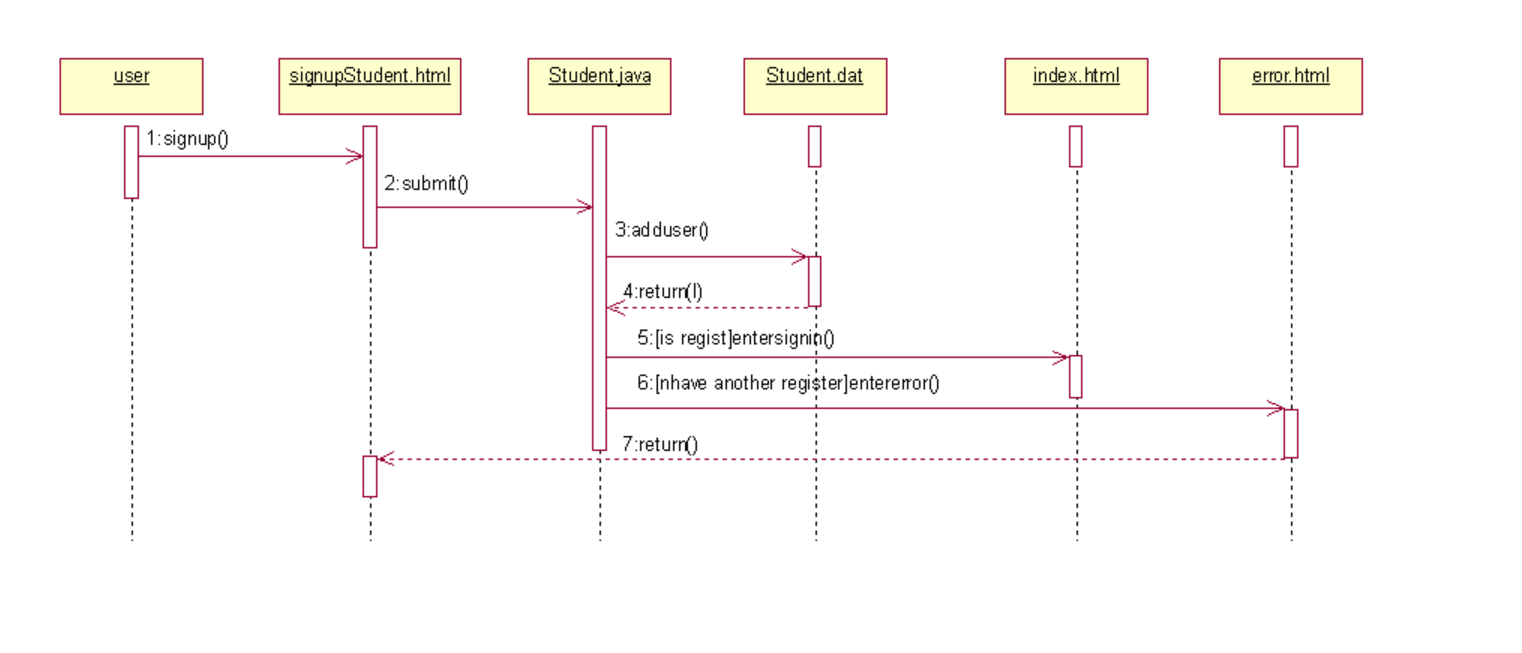 user
signupStudent.html
Student.java
Student.dat
index.html
error.html
1:signup()
2:submit()
3:adduser()
4:return(l)
5:[is regist]entersignin()
6:[nhave another register]entererror()
7:return()